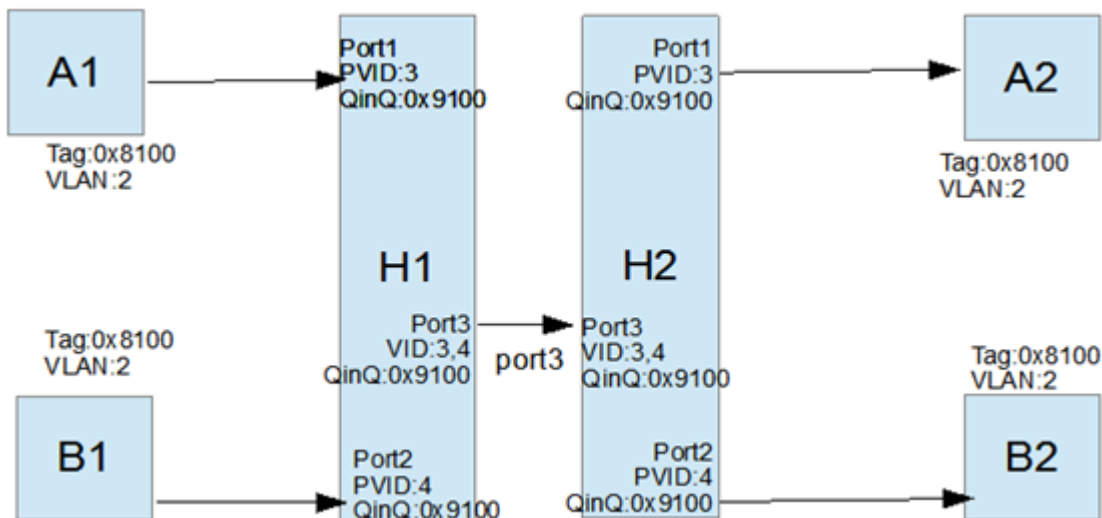 A1
Tag:0x8100
VLAN:2
Port1
PVID:3
QinQ:0x9100
Port1
PVID:3
QinQ:0x9100
A2
Tag:0x8100
VLAN:2
H1
H2
Port3
VID:3,4
QinQ:0x9100
port3
Port3
VID:3,4
QinQ:0x9100
Tag:0x8100
VLAN:2
B1
Port2
PVID:4
QinQ:0x9100
Port2
PVID:4
QinQ:0x9100
Tag:0x8100
VLAN:2
B2